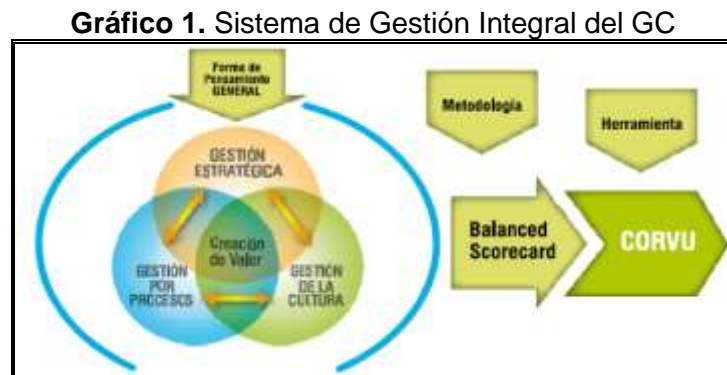 Gráfico 1. Sistema de Gestión Integral del GC
Forma de
Pensamiento
GENERAL
GESTIÓN
ESTRATÉGICA
Creación
de Valor
GESTIÓN
POR
PROCESOS
GESTIÓN
DE LA
CULTURA
Metodología
Herramienta
Balanced
Scorecard
CORVU